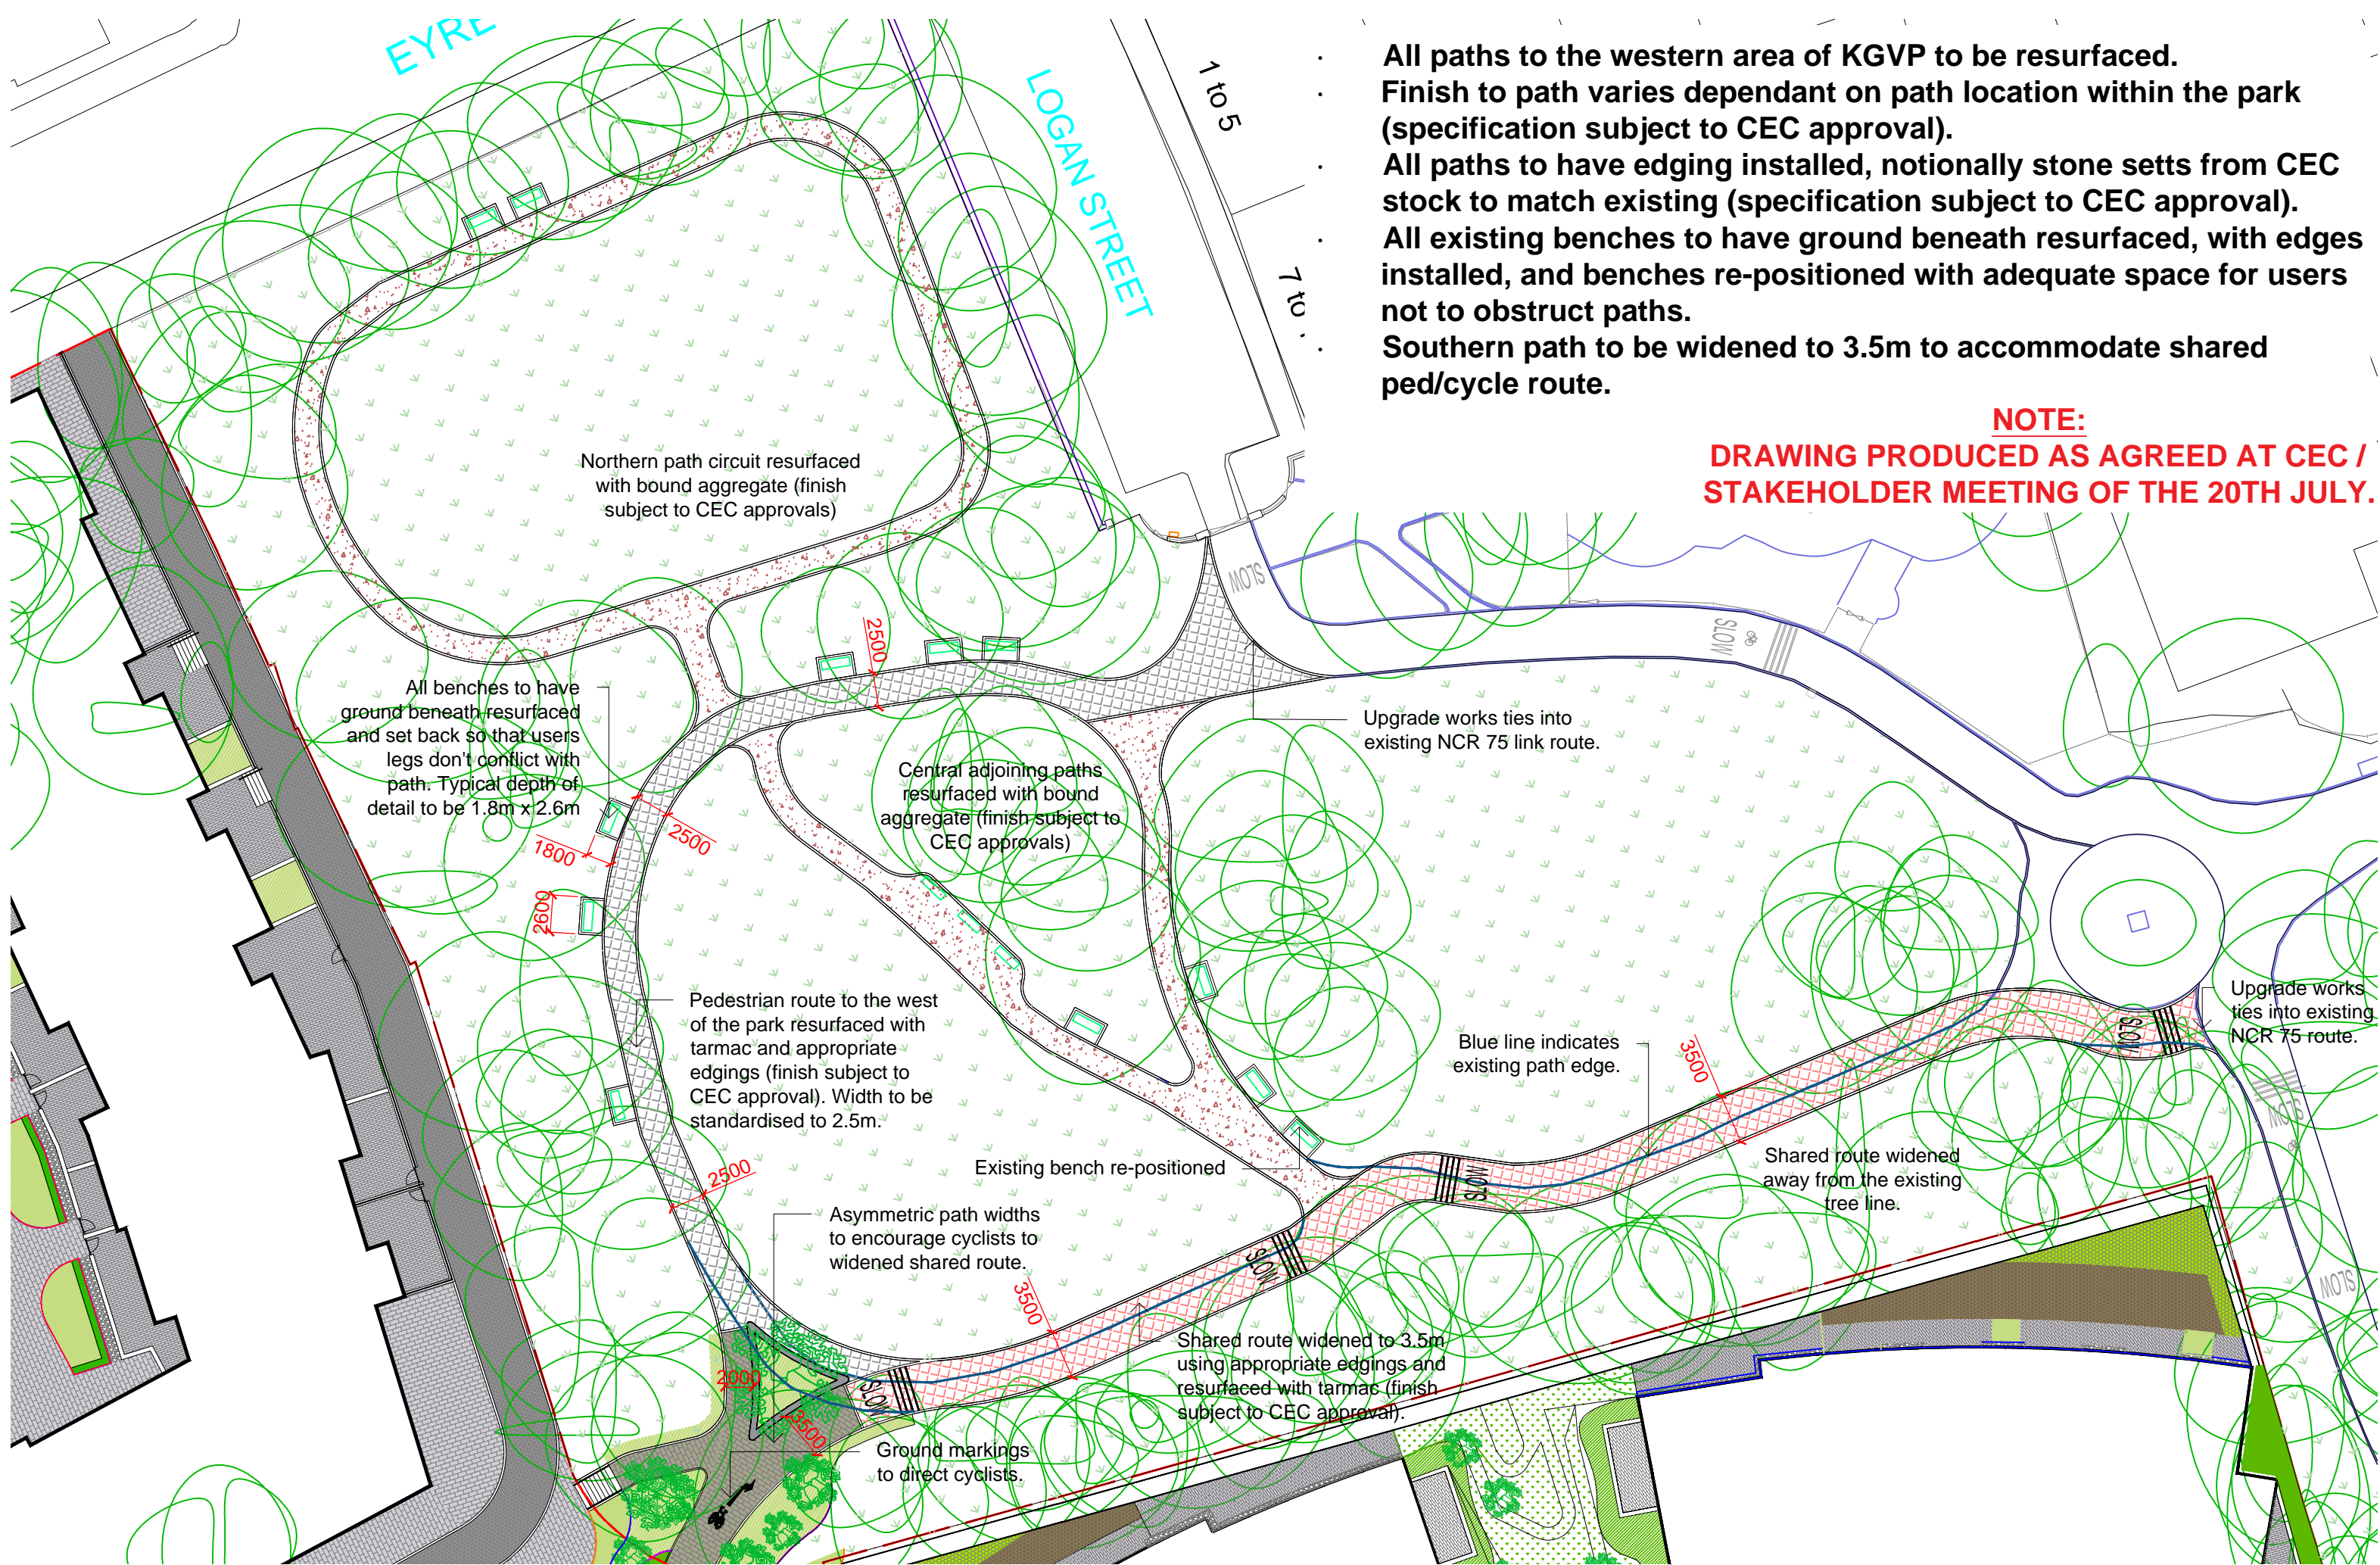 EYRE
LOGAN STREET
1 to 5
7 to
· All paths to the western area of KGVP to be resurfaced.
· Finish to path varies dependant on path location within the park
(specification subject to CEC approval).
· All paths to have edging installed, notionally stone setts from CEC
stock to match existing (specification subject to CEC approval).
· All existing benches to have ground beneath resurfaced, with edges
installed, and benches re-positioned with adequate space for users
not to obstruct paths.
· Southern path to be widened to 3.5m to accommodate shared
ped/cycle route.
NOTE:
DRAWING PRODUCED AS AGREED AT CEC /
STAKEHOLDER MEETING OF THE 20TH JULY.
Northern path circuit resurfaced
with bound aggregate (finish
subject to CEC approvals)
SLOW
SLOW
2500
All benches to have
ground beneath resurfaced
and set back so that users
legs don't conflict with
path. Typical depth of
detail to be 1.8m x 2.6m
Upgrade works ties into
existing NCR 75 link route.
Central adjoining paths
resurfaced with bound
aggregate (finish subject to
CEC approvals)
2500
1800
2600
Pedestrian route to the west
of the park resurfaced with
tarmac and appropriate
edgings (finish subject to
CEC approval). Width to be
standardised to 2.5m.
Blue line indicates
existing path edge.
3500
Upgrade works
ties into existing
NCR 75 route.
SLOW
SLOW
2500
Existing bench re-positioned
SLOW
Shared route widened
away from the existing
tree line.
Asymmetric path widths
to encourage cyclists to
widened shared route.
SLOW
SLOW
3500
Shared route widened to 3.5m
using appropriate edgings and
resurfaced with tarmac (finish
subject to CEC approval).
2000
SLOW
3500
Ground markings
to direct cyclists.